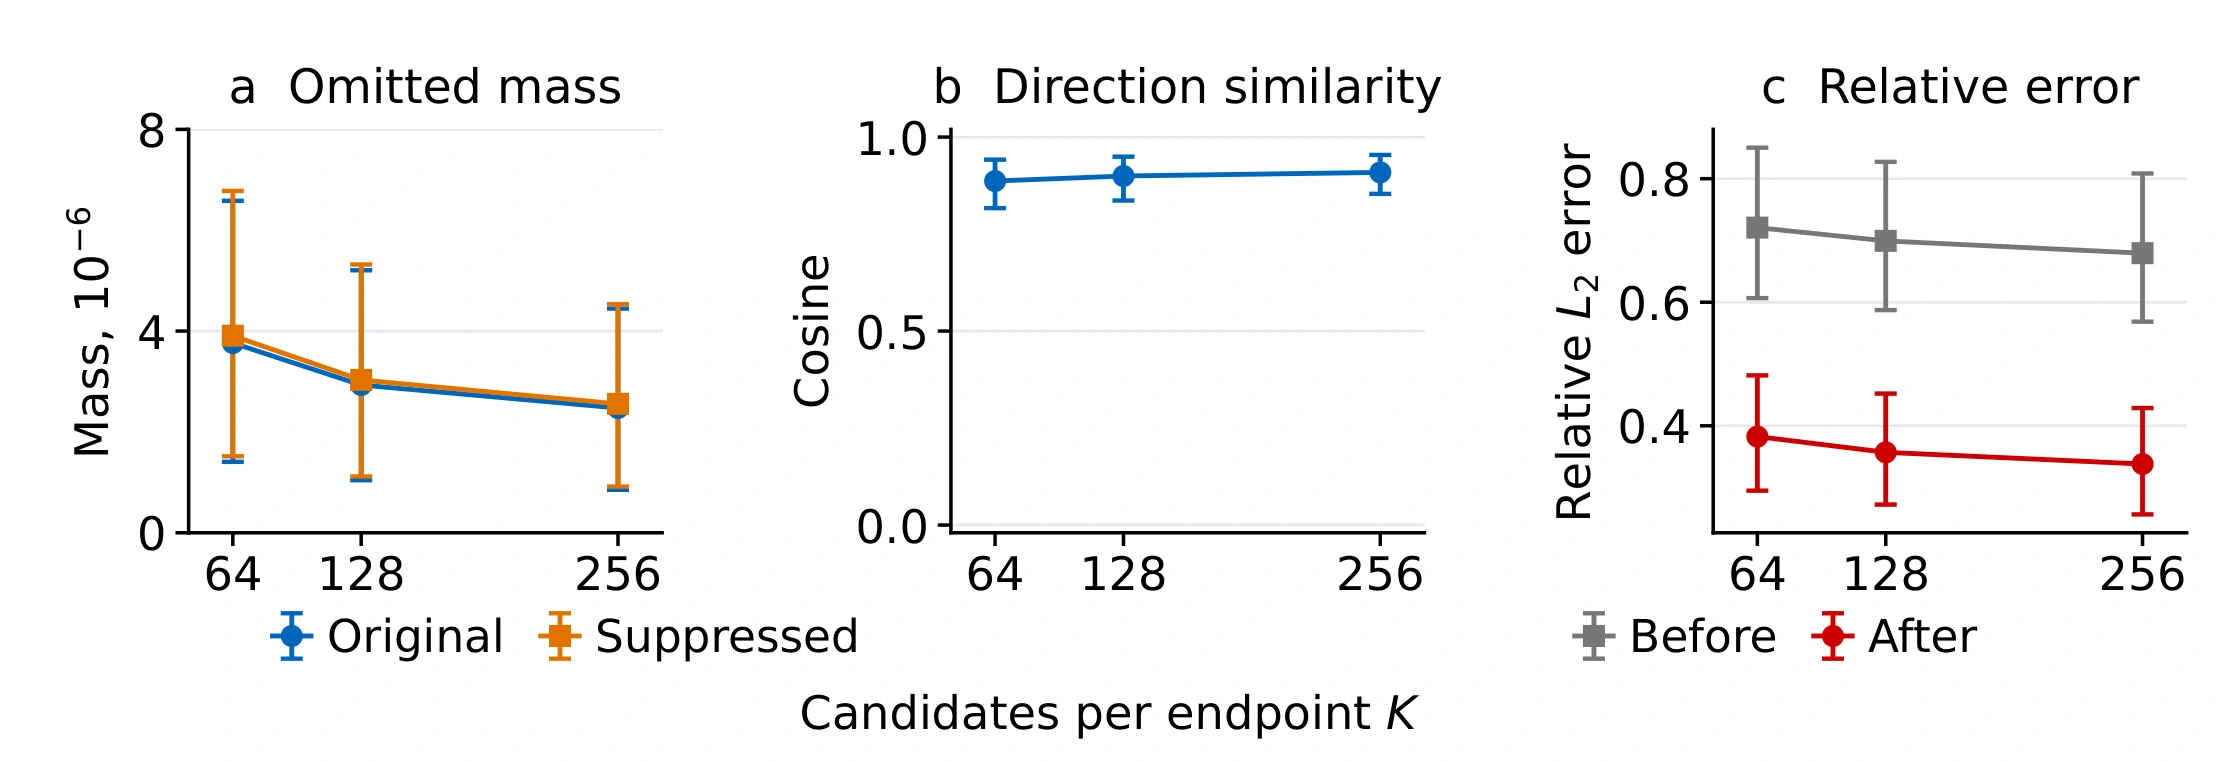 a Omitted mass
Mass, 10⁻⁶
8
4
0
64 128 256
Original Suppressed
b Direction similarity
Cosine
1.0
0.5
0.0
64 128 256
c Relative error
Relative L₂ error
0.8
0.6
0.4
64 128 256
Before After
Candidates per endpoint K